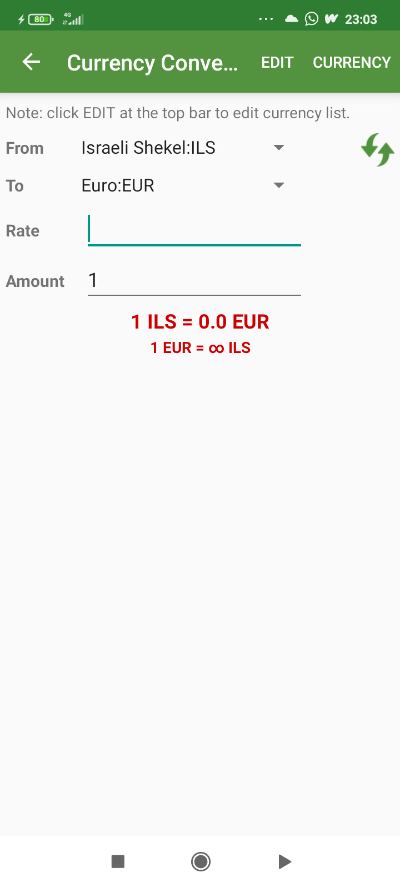 80 4G 23:03
Currency Conve... EDIT CURRENCY
Note: click EDIT at the top bar to edit currency list.
From Israeli Shekel:ILS
To Euro:EUR
Rate
Amount 1
1 ILS = 0.0 EUR
1 EUR = ∞ ILS